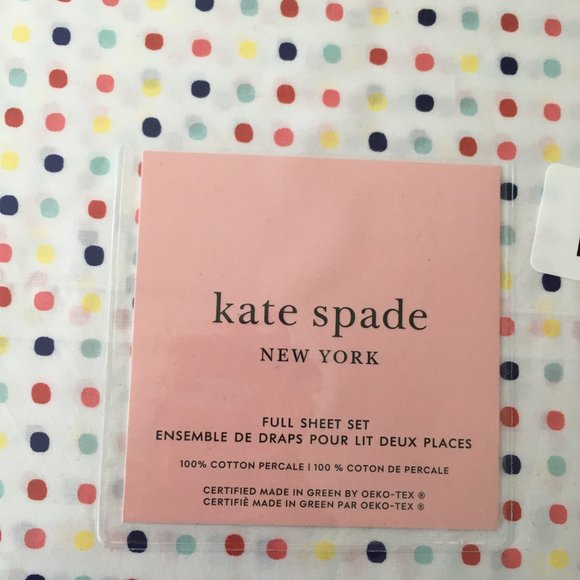 kate spade
NEW YORK
FULL SHEET SET
ENSEMBLE DE DRAPS POUR LIT DEUX PLACES
100% COTTON PERCALE | 100 % COTON DE PERCALE
CERTIFIED MADE IN GREEN BY OEKO-TEX ®
CERTIFIÈ MADE IN GREEN PAR OEKO-TEX ®